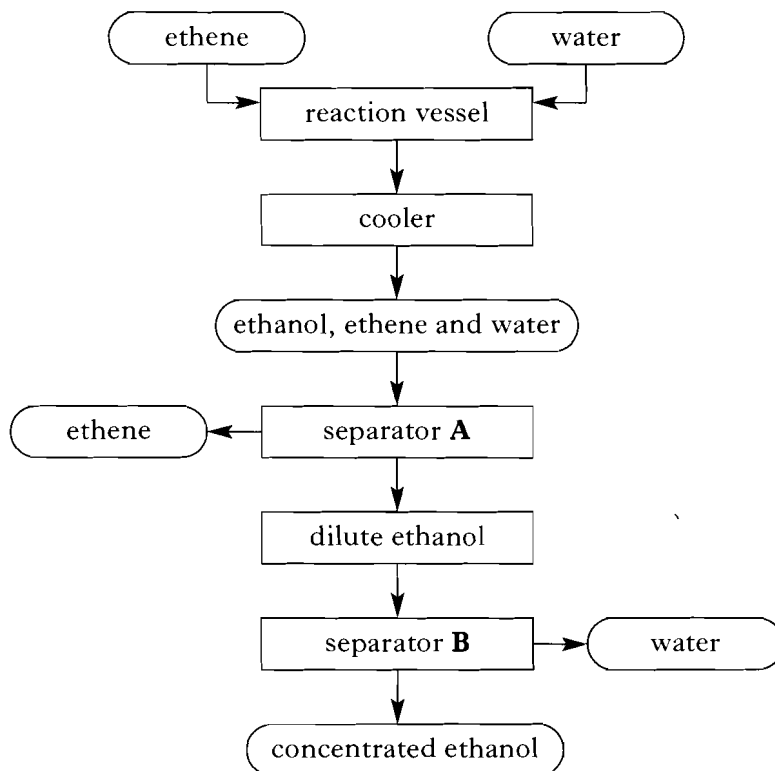 ethene
water
reaction vessel
cooler
ethanol, ethene and water
ethene
separator A
dilute ethanol
separator B
water
concentrated ethanol